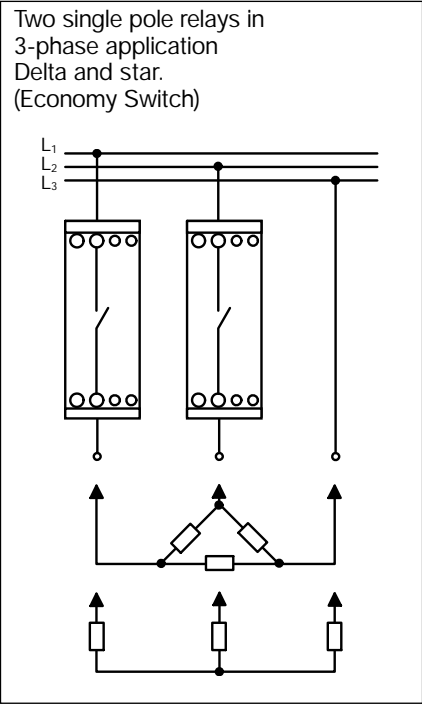 Two single pole relays in
3-phase application
Delta and star.
(Economy Switch)
L₁
L₂
L₃